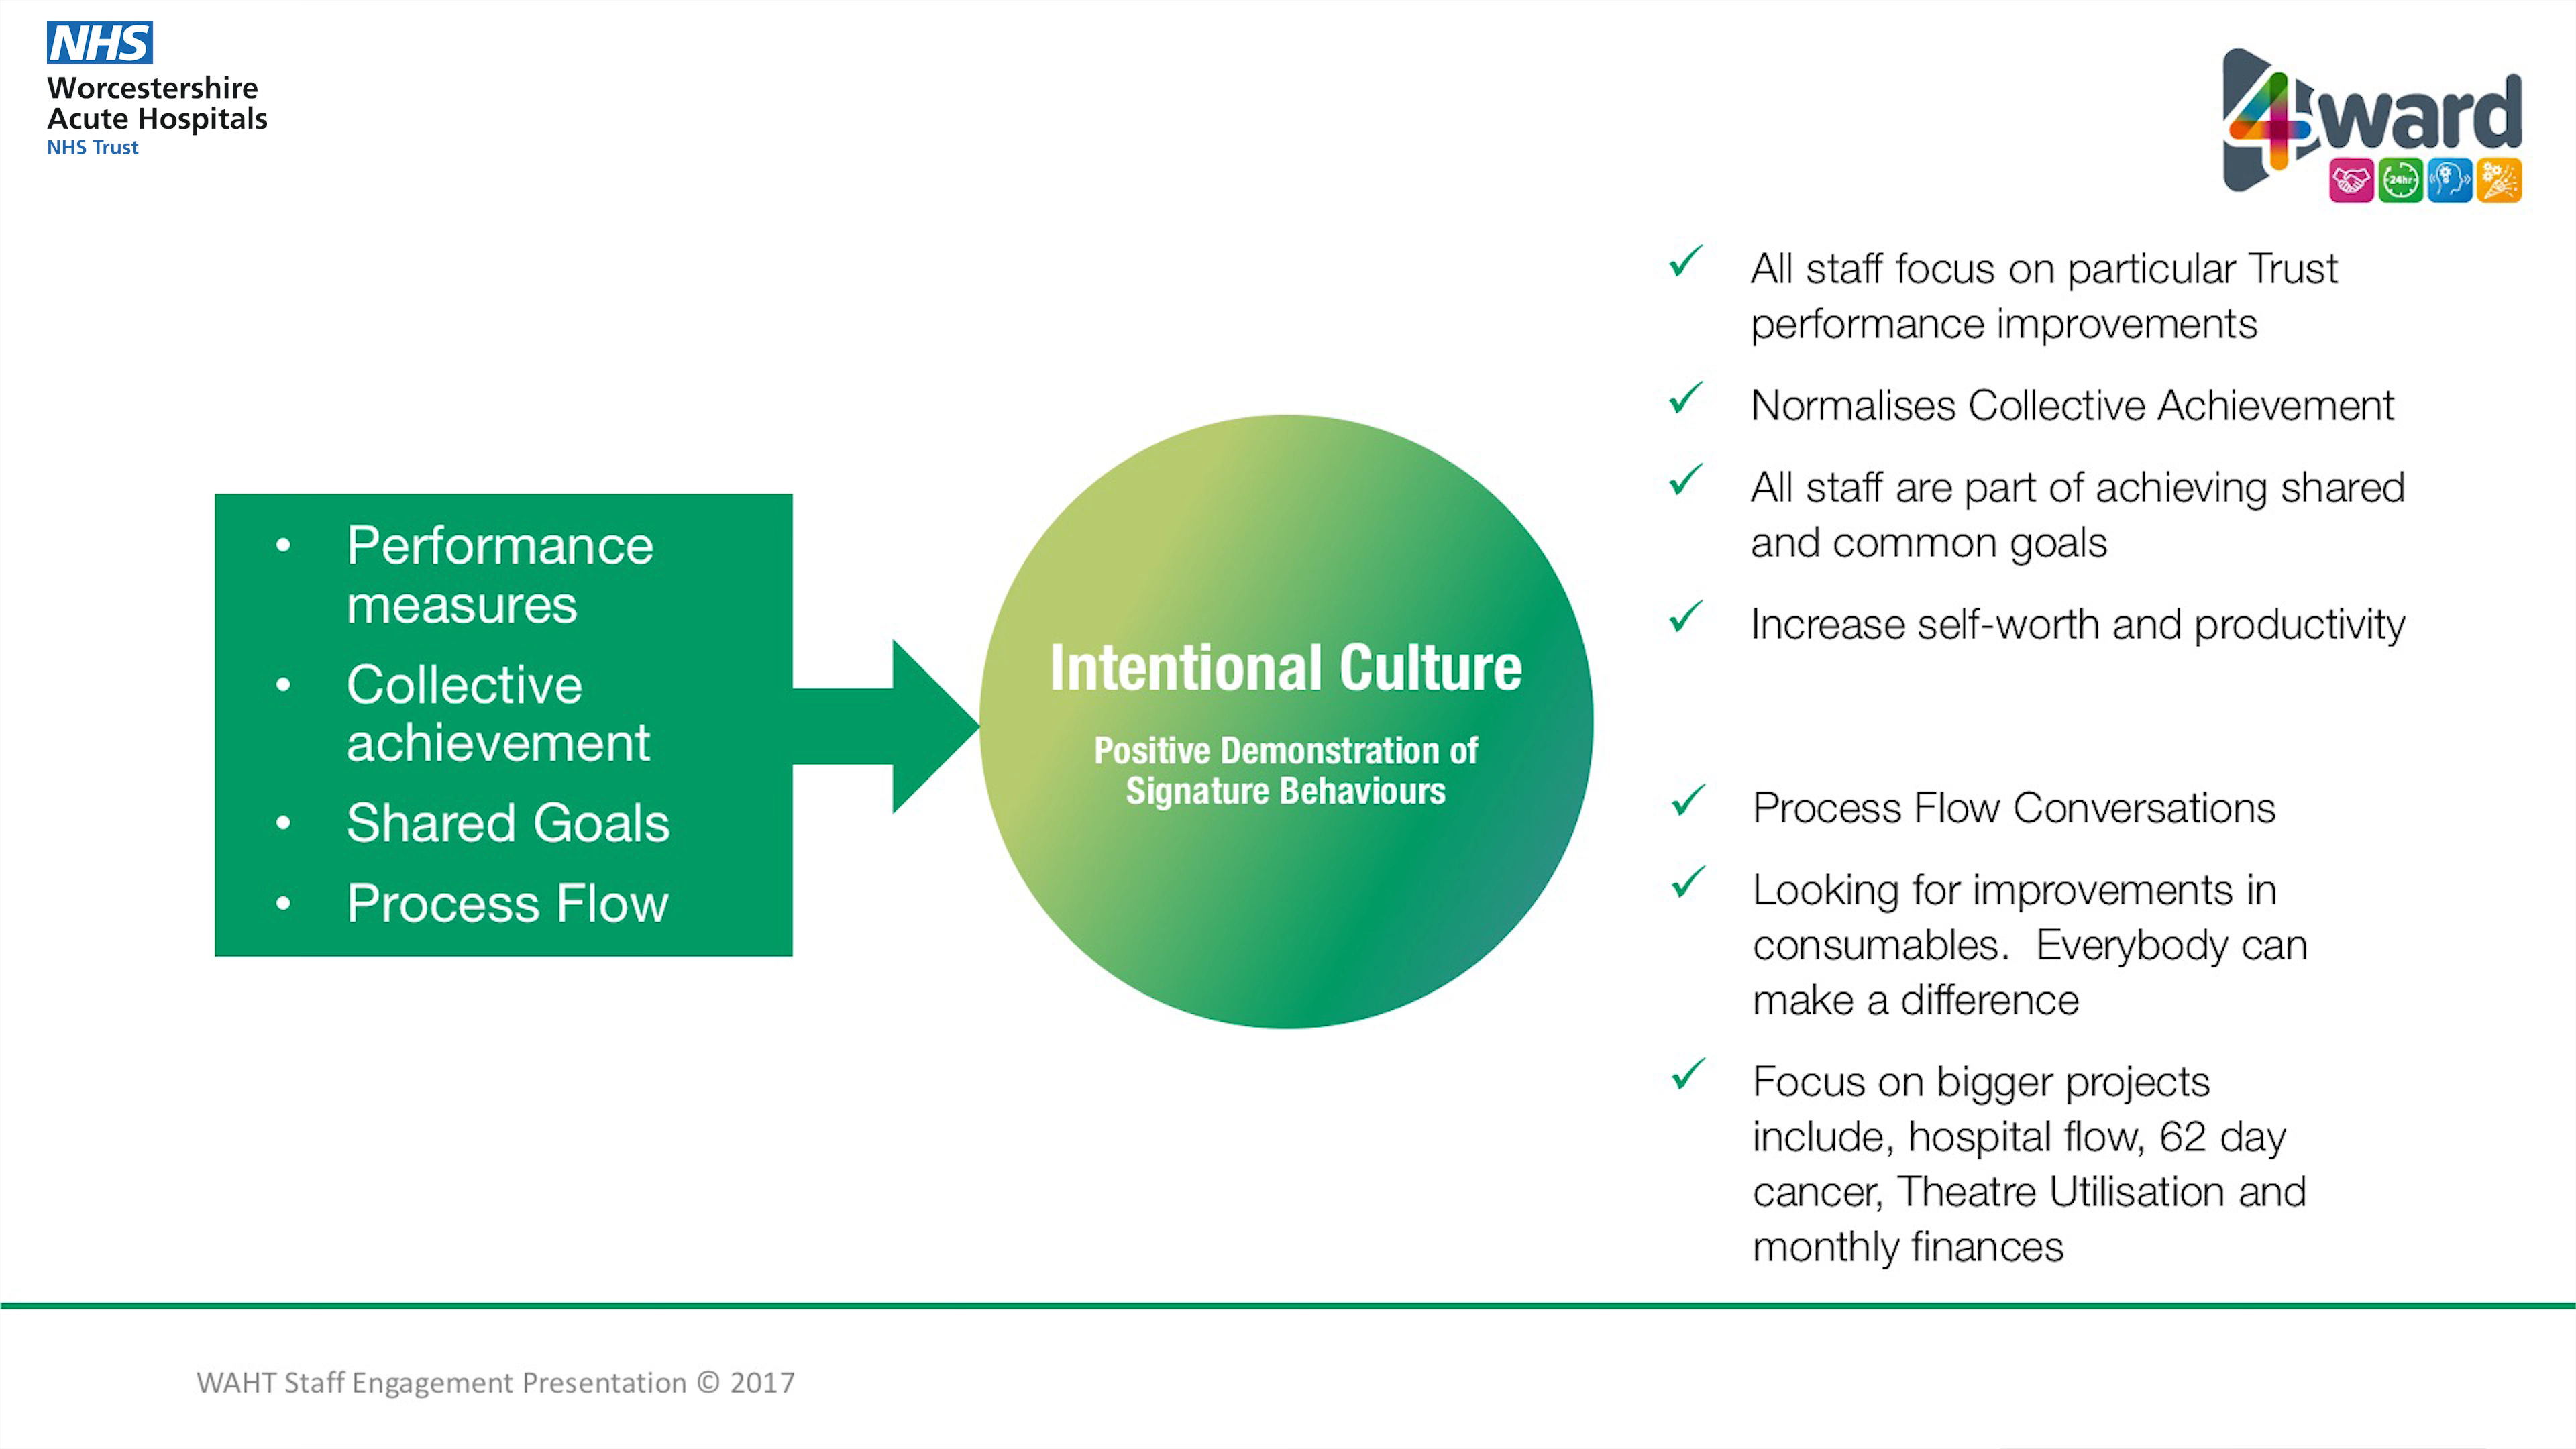 NHS
Worcestershire
Acute Hospitals
NHS Trust
4ward
24hr
• Performance
measures
• Collective
achievement
• Shared Goals
• Process Flow
Intentional Culture
Positive Demonstration of
Signature Behaviours
✓ All staff focus on particular Trust
performance improvements
✓ Normalises Collective Achievement
✓ All staff are part of achieving shared
and common goals
✓ Increase self-worth and productivity
✓ Process Flow Conversations
✓ Looking for improvements in
consumables.  Everybody can
make a difference
✓ Focus on bigger projects
include, hospital flow, 62 day
cancer, Theatre Utilisation and
monthly finances
WAHT Staff Engagement Presentation © 2017